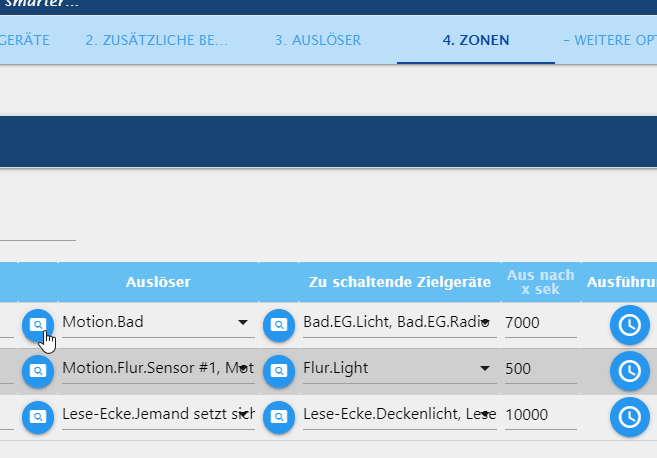 smarter...
GERÄTE 2. ZUSÄTZLICHE BE... 3. AUSLÖSER 4. ZONEN – WEITERE OPT
Auslöser Zu schaltende Zielgeräte Aus nach x sek Ausführu
Motion.Bad Bad.EG.Licht, Bad.EG.Radio 7000
Motion.Flur.Sensor #1, Mot Flur.Light 500
Lese-Ecke.Jemand setzt sich Lese-Ecke.Deckenlicht, Lese 10000